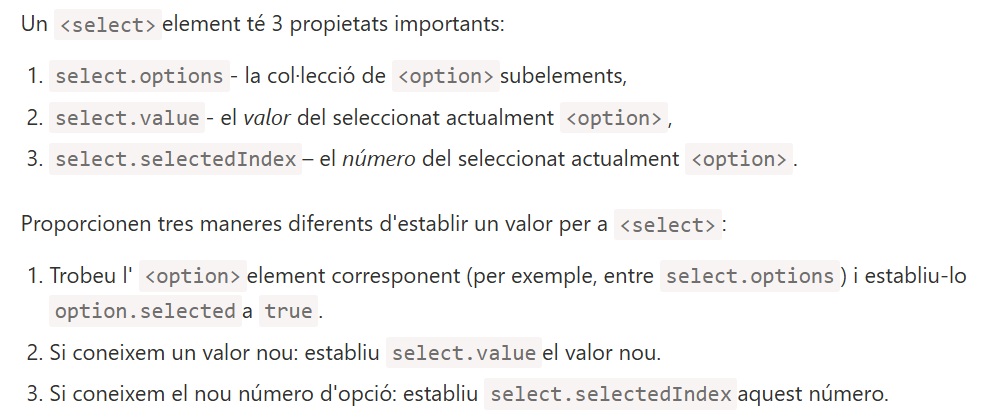 Un <select> element té 3 propietats importants:
1. select.options - la col·lecció de <option> subelements,
2. select.value - el valor del seleccionat actualment <option>,
3. select.selectedIndex – el número del seleccionat actualment <option>.
Proporcionen tres maneres diferents d'establir un valor per a <select>:
1. Trobeu l' <option> element corresponent (per exemple, entre select.options) i establiu-lo
option.selected a true.
2. Si coneixem un valor nou: establiu select.value el valor nou.
3. Si coneixem el nou número d'opció: establiu select.selectedIndex aquest número.